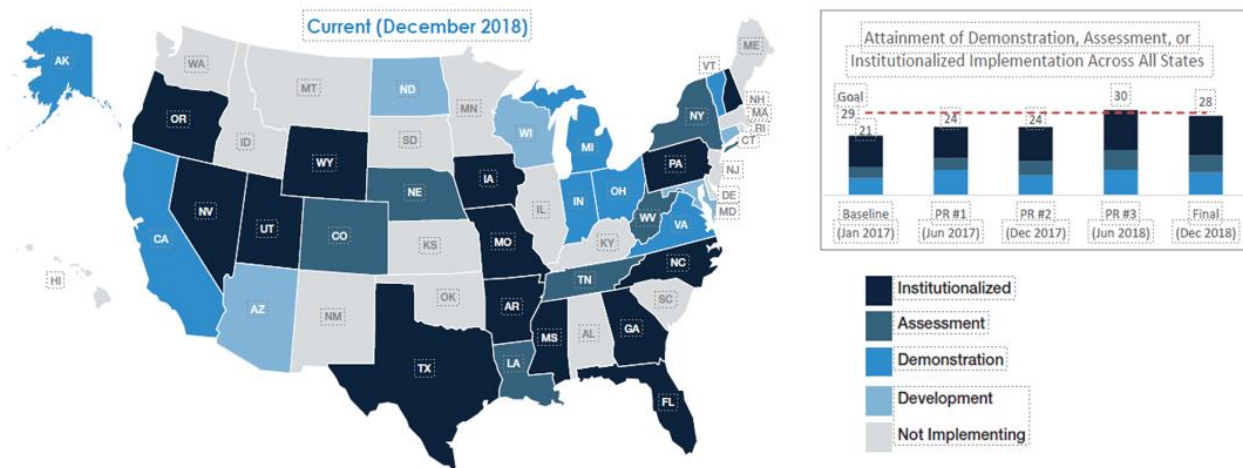 Current (December 2018)
AK
WA
MT
ND
MN
OR
ID
SD
WI
WY
NV
UT
CO
CA
AZ
NM
HI
NE
KS
OK
TX
IA
MO
AR
LA
IL
IN
MI
OH
KY
TN
MS
AL
GA
FL
SC
NC
VA
WV
PA
NY
VT
ME
NH
MA
RI
CT
NJ
DE
MD
Attainment of Demonstration, Assessment, or
Institutionalized Implementation Across All States
Goal
29
21
24
24
30
28
Baseline
(Jan 2017)
PR #1
(Jun 2017)
PR #2
(Dec 2017)
PR #3
(Jun 2018)
Final
(Dec 2018)
Institutionalized
Assessment
Demonstration
Development
Not Implementing